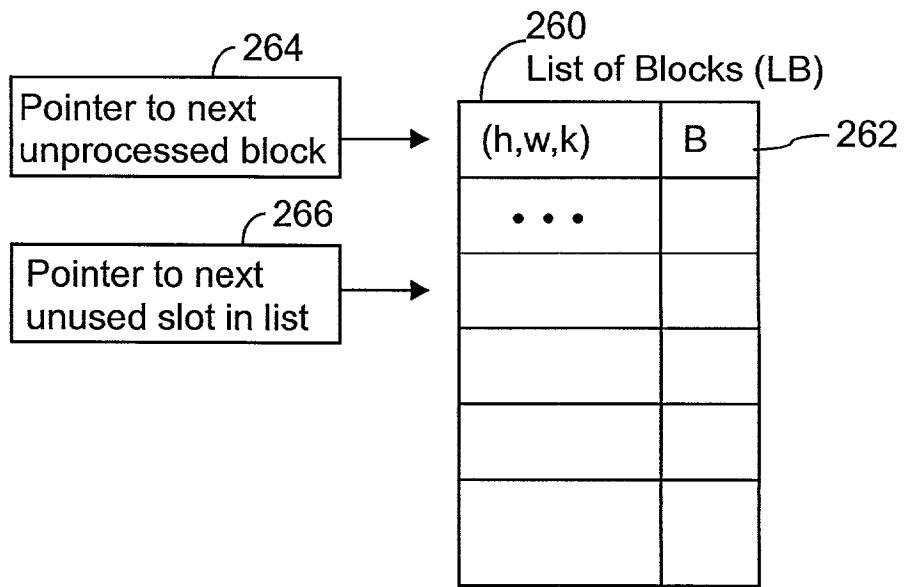 260
264
List of Blocks (LB)
Pointer to next
unprocessed block
(h,w,k) B
262
• • •
266
Pointer to next
unused slot in list